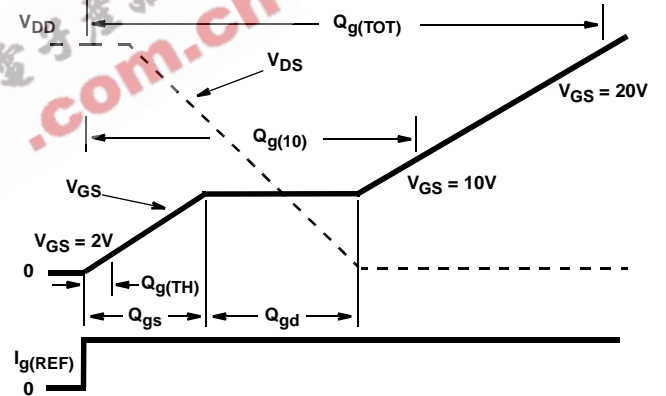 V_DD
Q_g(TOT)
V_DS
V_GS = 20V
Q_g(10)
V_GS
V_GS = 10V
V_GS = 2V
0
Q_g(TH)
Q_gs
Q_gd
I_g(REF)
0
.com.cn